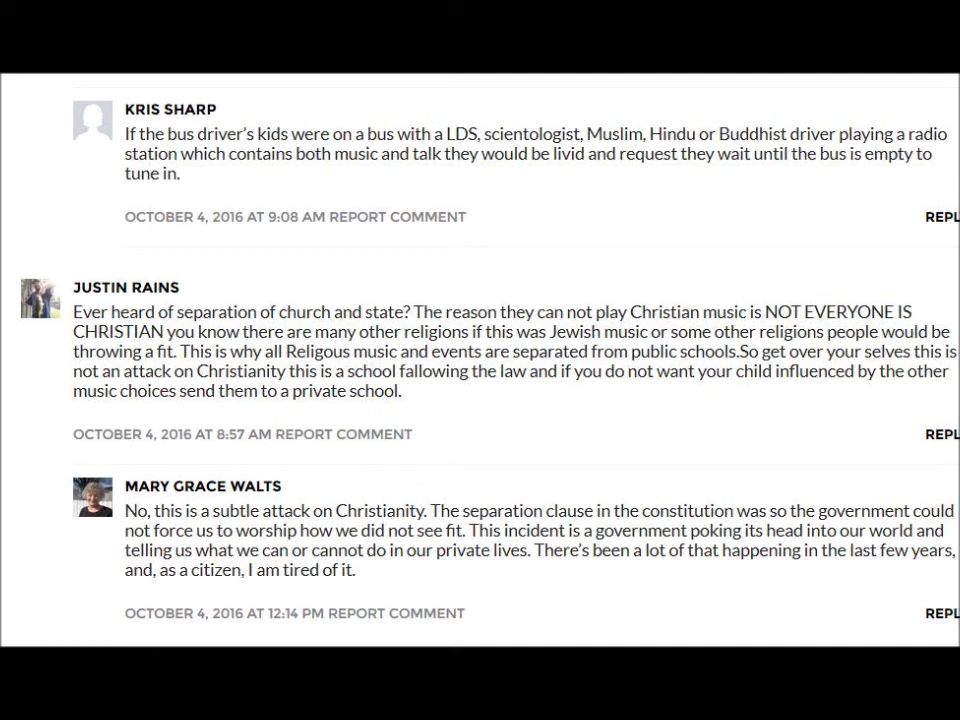 KRIS SHARP
If the bus driver's kids were on a bus with a LDS, scientologist, Muslim, Hindu or Buddhist driver playing a radio
station which contains both music and talk they would be livid and request they wait until the bus is empty to
tune in.
OCTOBER 4, 2016 AT 9:08 AM REPORT COMMENT
REPL
JUSTIN RAINS
Ever heard of separation of church and state? The reason they can not play Christian music is NOT EVERYONE IS
CHRISTIAN you know there are many other religions if this was Jewish music or some other religions people would be
throwing a fit. This is why all Religous music and events are separated from public schools.So get over your selves this is
not an attack on Christianity this is a school fallowing the law and if you do not want your child influenced by the other
music choices send them to a private school.
OCTOBER 4, 2016 AT 8:57 AM REPORT COMMENT
REPL
MARY GRACE WALTS
No, this is a subtle attack on Christianity. The separation clause in the constitution was so the government could
not force us to worship how we did not see fit. This incident is a government poking its head into our world and
telling us what we can or cannot do in our private lives. There's been a lot of that happening in the last few years,
and, as a citizen, I am tired of it.
OCTOBER 4, 2016 AT 12:14 PM REPORT COMMENT
REPL